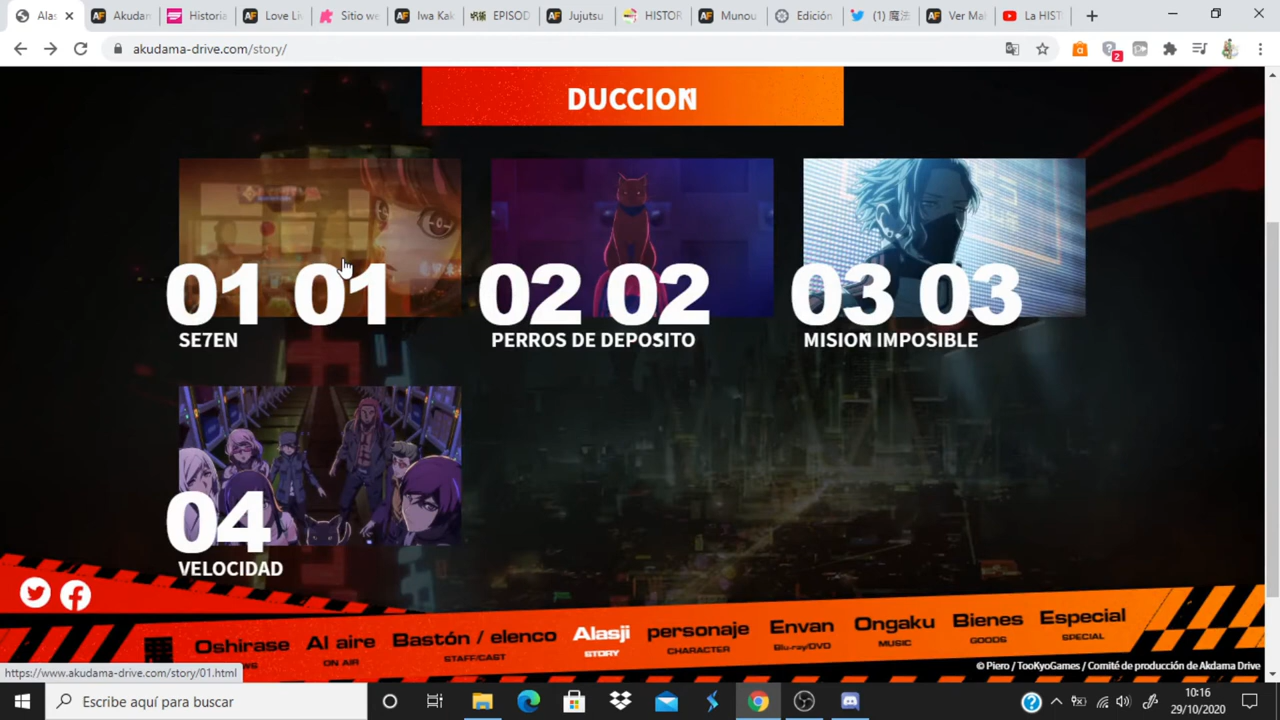 Alas
Akudan
Historia
Love Liv
Sitio we
Iwa Kak
EPISOD
Jujutsu
HISTOR
Munou
Edición
(1) 魔法
Ver Mal
La HIST
akudama-drive.com/story/
2
DUCCION
01 01
SE7EN
02 02
PERROS DE DEPOSITO
03 03
MISION IMPOSIBLE
04
VELOCIDAD
Oshirase
Al aire
ON AIR
Bastón / elenco
STAFF/CAST
Alasji
STORY
personaje
CHARACTER
Envan
Blu-ray/DVD
Ongaku
MUSIC
Bienes
GOODS
Especial
SPECIAL
© Piero / TooKyoGames / Comité de producción de Akdama Drive
https://www.akudama-drive.com/story/01.html
Escribe aquí para buscar
10:16
29/10/2020